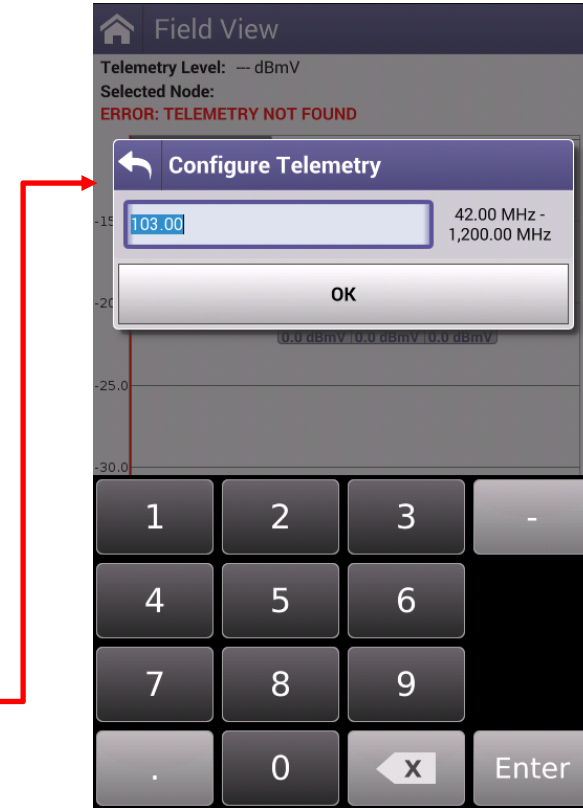 Field View
Telemetry Level: --- dBmV
Selected Node:
ERROR: TELEMETRY NOT FOUND
Configure Telemetry
103.00
42.00 MHz -
1,200.00 MHz
OK
0.0 dBmV 0.0 dBmV 0.0 dBmV
-25.0
-30.0
1 2 3 -
4 5 6
7 8 9
. 0 X Enter